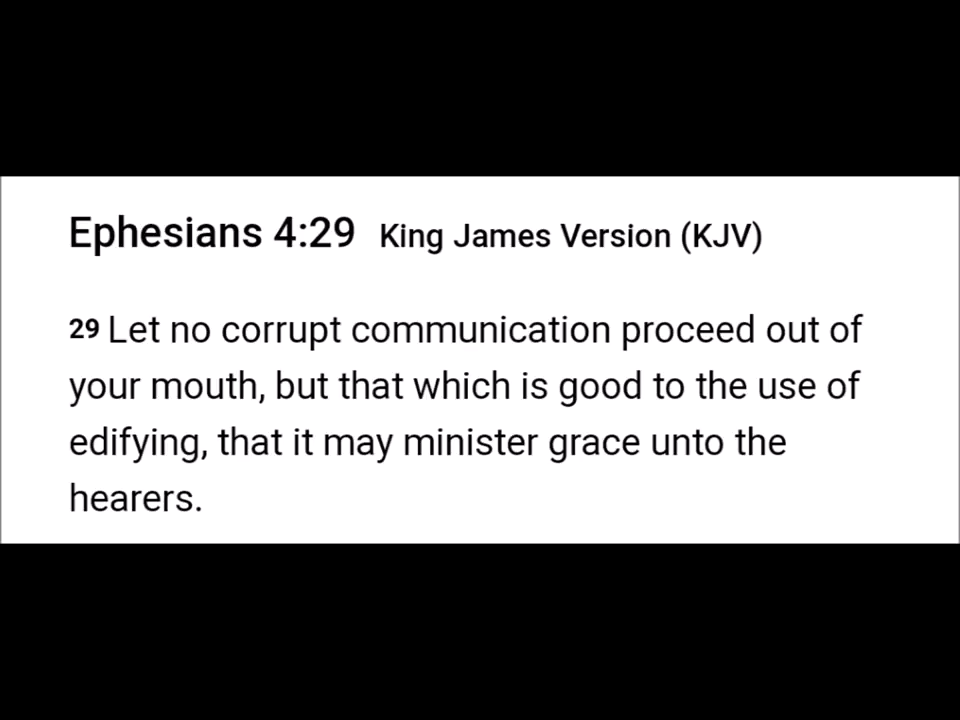 Ephesians 4:29 King James Version (KJV)
29 Let no corrupt communication proceed out of
your mouth, but that which is good to the use of
edifying, that it may minister grace unto the
hearers.